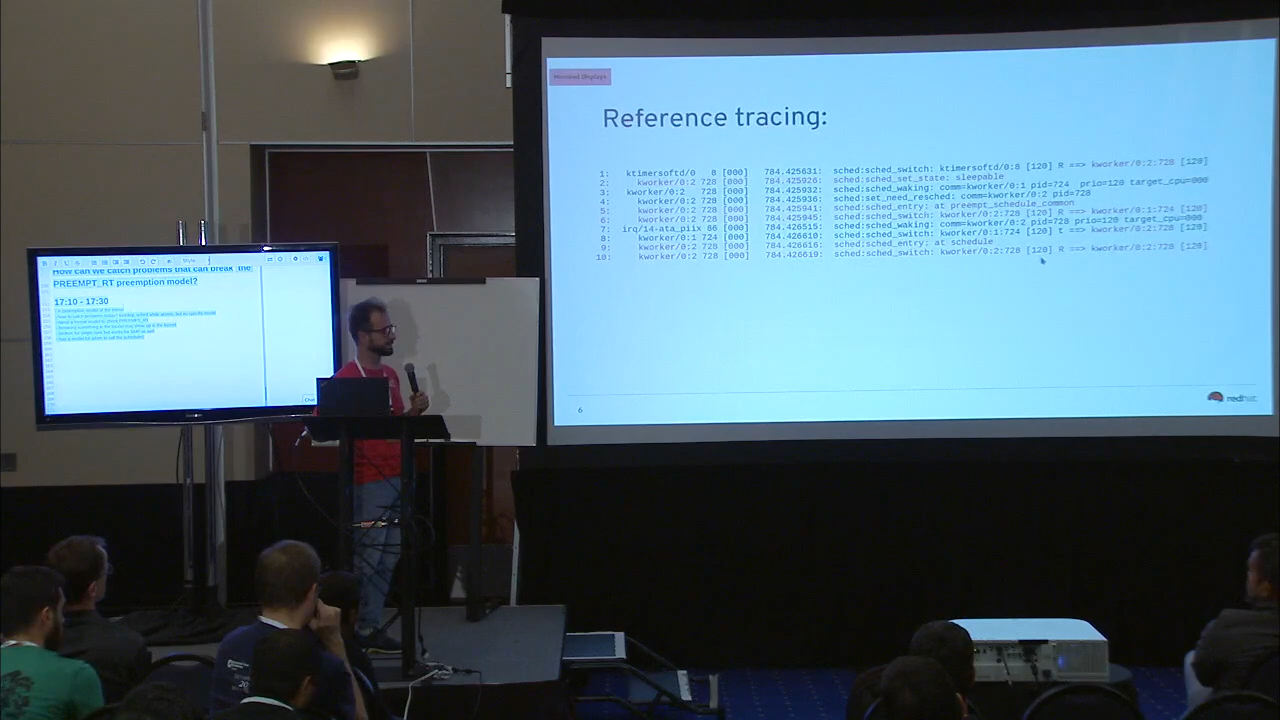 How can we catch problems that can break the
PREEMPT_RT preemption model?
17:10 - 17:30
Style
Chat
Reference tracing:
1: ktimersoftd/0 8 [000] 784.425631: sched:sched_switch: ktimersoftd/0:8 [120] R ==> kworker/0:2:728 [120]
2: kworker/0:2 728 [000] 784.425926: sched:sched_set_state: sleepable
3: kworker/0:2 728 [000] 784.425932: sched:sched_waking: comm=kworker/0:1 pid=724 prio=120 target_cpu=000
4: kworker/0:2 728 [000] 784.425936: sched:set_need_resched: comm=kworker/0:2 pid=728
5: kworker/0:2 728 [000] 784.425941: sched:sched_entry: at preempt_schedule_common
6: kworker/0:2 728 [000] 784.425945: sched:sched_switch: kworker/0:2:728 [120] R ==> kworker/0:1:724 [120]
7: irq/14-ata_piix 86 [000] 784.426515: sched:sched_waking: comm=kworker/0:2 pid=728 prio=120 target_cpu=000
8: kworker/0:1 724 [000] 784.426610: sched:sched_switch: kworker/0:1:724 [120] t ==> kworker/0:2:728 [120]
9: kworker/0:2 728 [000] 784.426616: sched:sched_entry: at schedule
10: kworker/0:2 728 [000] 784.426619: sched:sched_switch: kworker/0:2:728 [120] R ==> kworker/0:2:728 [120]
6
redhat